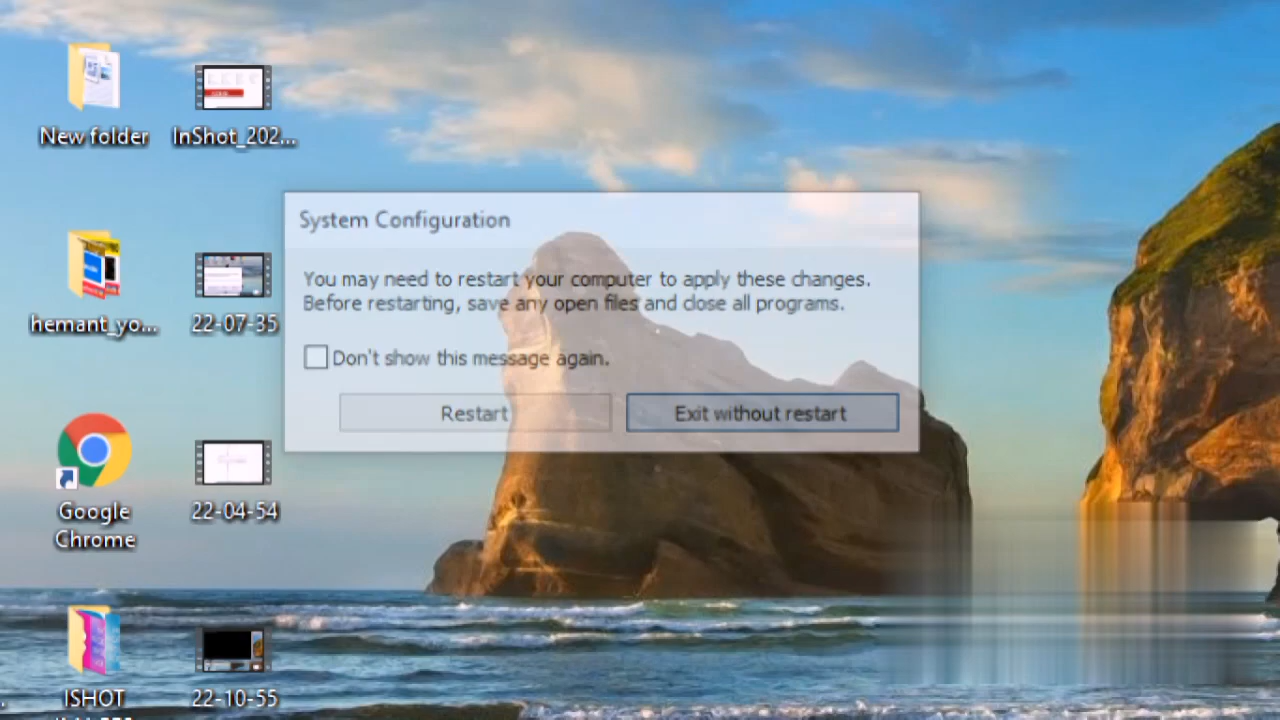 New folder
InShot_202...
System Configuration
You may need to restart your computer to apply these changes.
Before restarting, save any open files and close all programs.
Don't show this message again.
Restart
Exit without restart
hemant_yo...
22-07-35
Google
Chrome
22-04-54
ISHOT
22-10-55